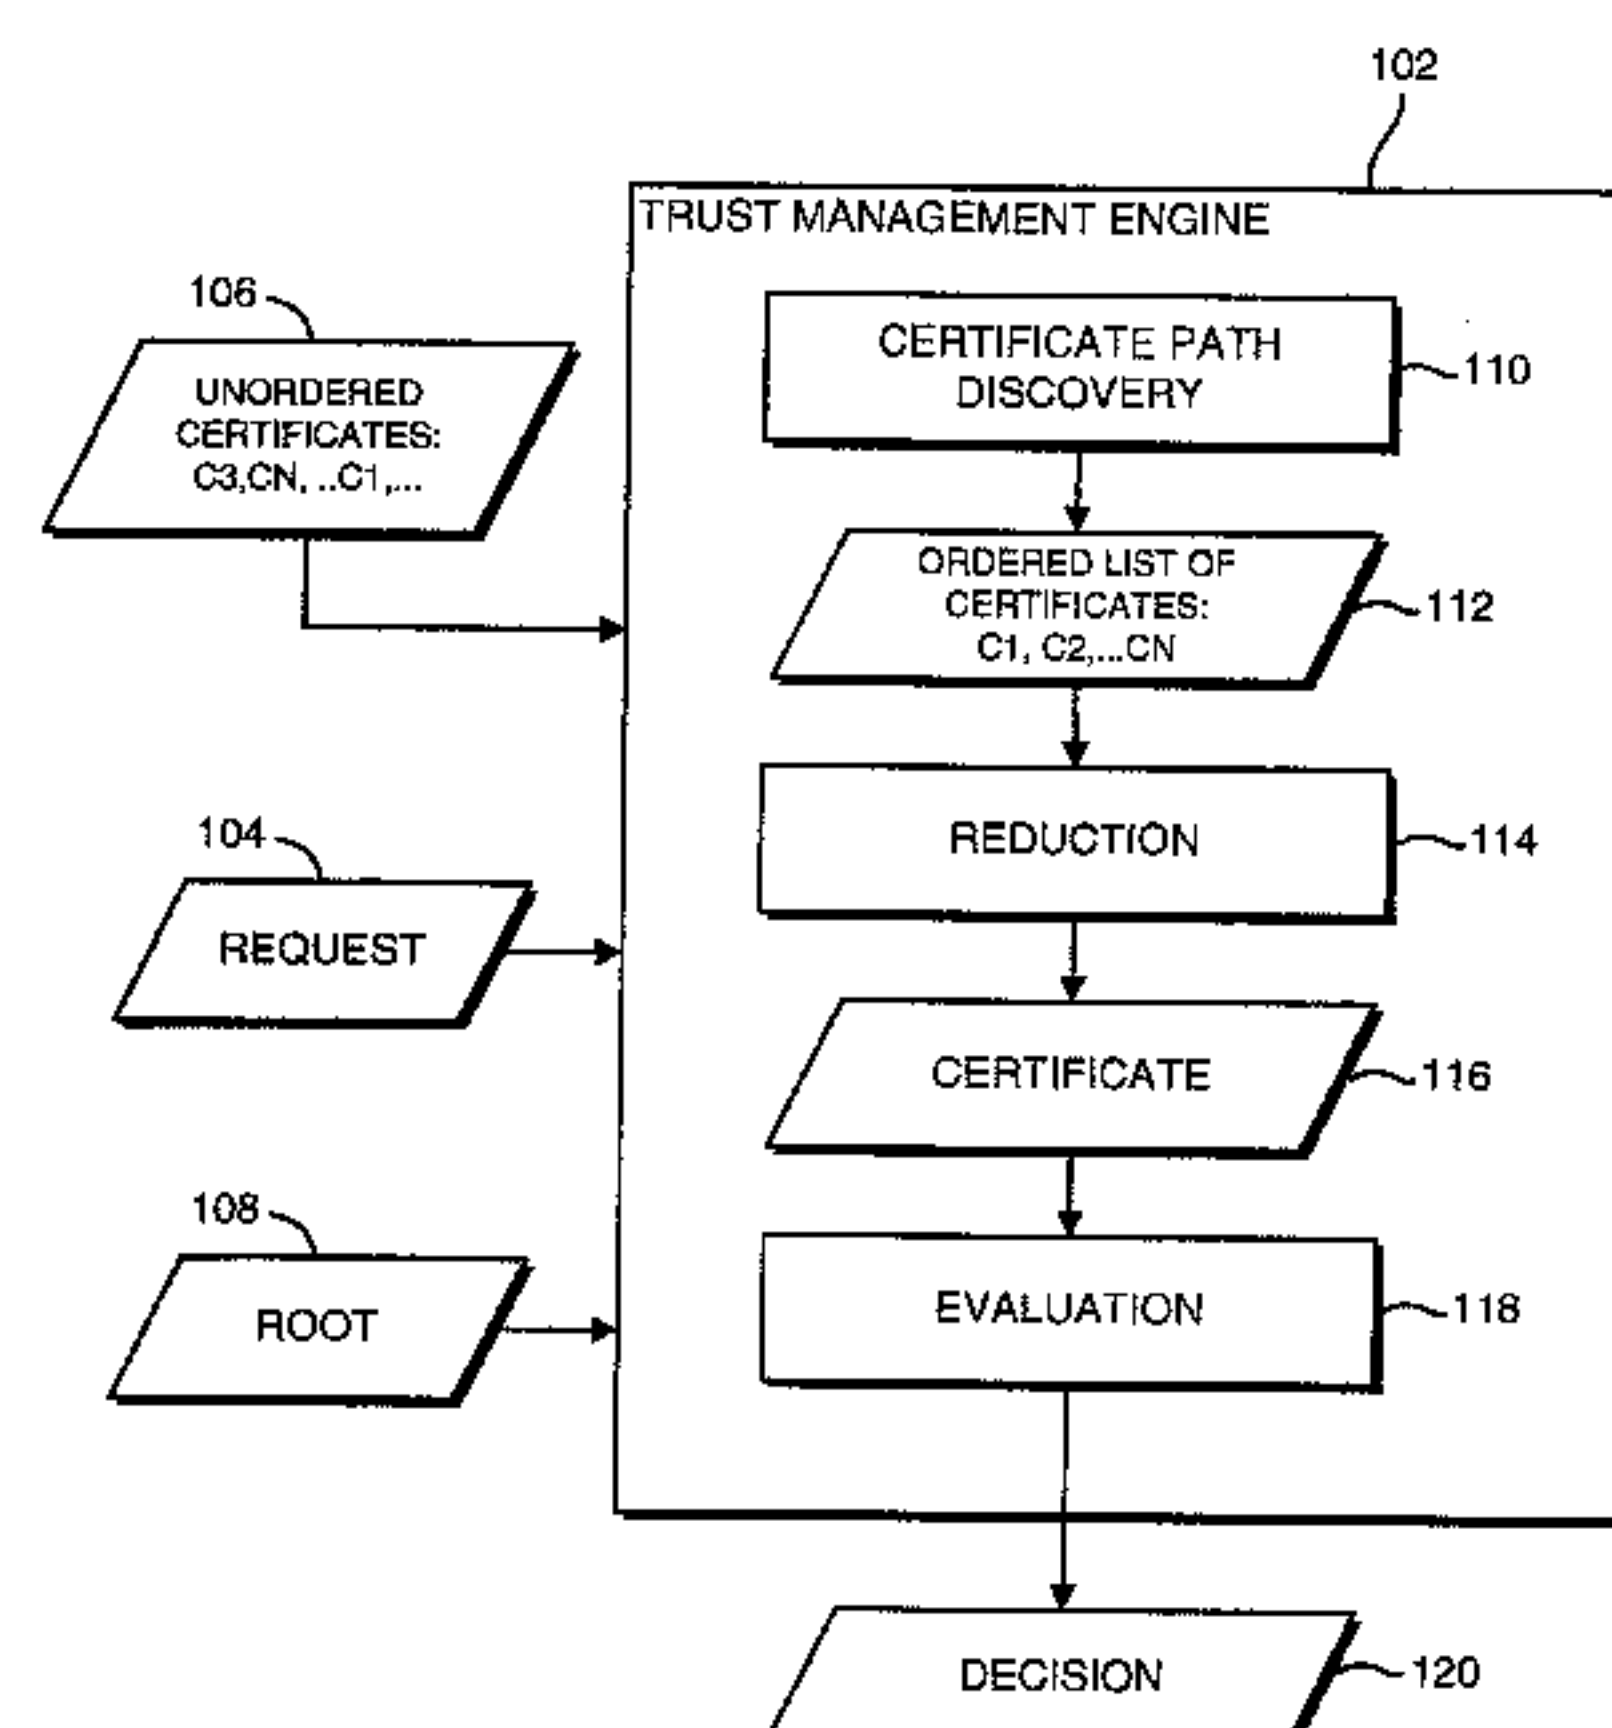 102
TRUST MANAGEMENT ENGINE
106
UNORDERED
CERTIFICATES:
C3,CN, ..C1,...
CERTIFICATE PATH
DISCOVERY
110
ORDERED LIST OF
CERTIFICATES:
C1, C2,...CN
112
104
REQUEST
REDUCTION
114
CERTIFICATE
116
108
ROOT
EVALUATION
118
DECISION
120